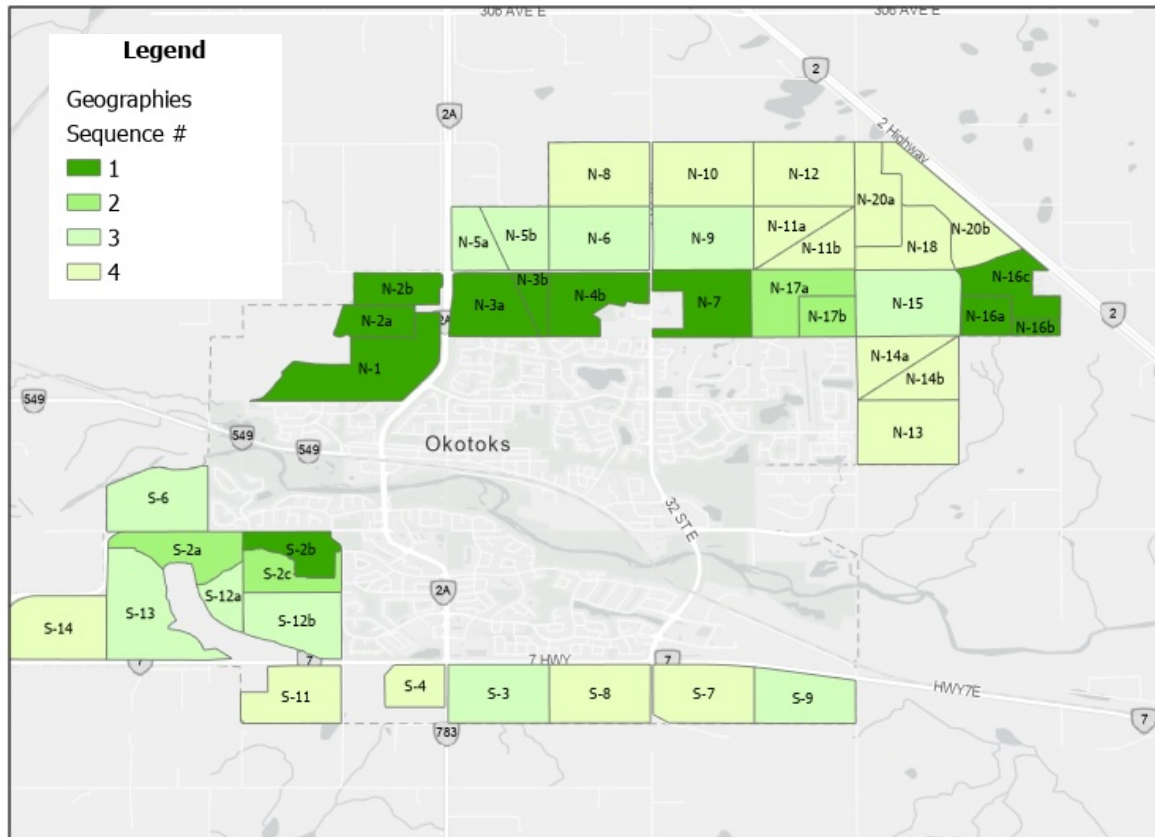 306 AVE E
306 AVE E
Legend
Geographies
Sequence #
1
2
3
4
2
2A
2 Highway
N-8
N-10
N-12
N-20a
N-5a
N-5b
N-6
N-9
N-11a
N-11b
N-18
N-20b
N-2b
N-3b
N-3a
N-4b
N-7
N-17a
N-17b
N-15
N-16c
N-16a
N-16b
N-2a
2A
2
N-1
N-14a
N-14b
549
549
549
Okotoks
N-13
S-6
32 ST E
S-2a
S-2b
S-2c
S-12a
S-13
S-12b
S-14
2A
7
7
7 HWY
7
S-11
S-4
S-3
S-8
S-7
S-9
HWY7E
7
783